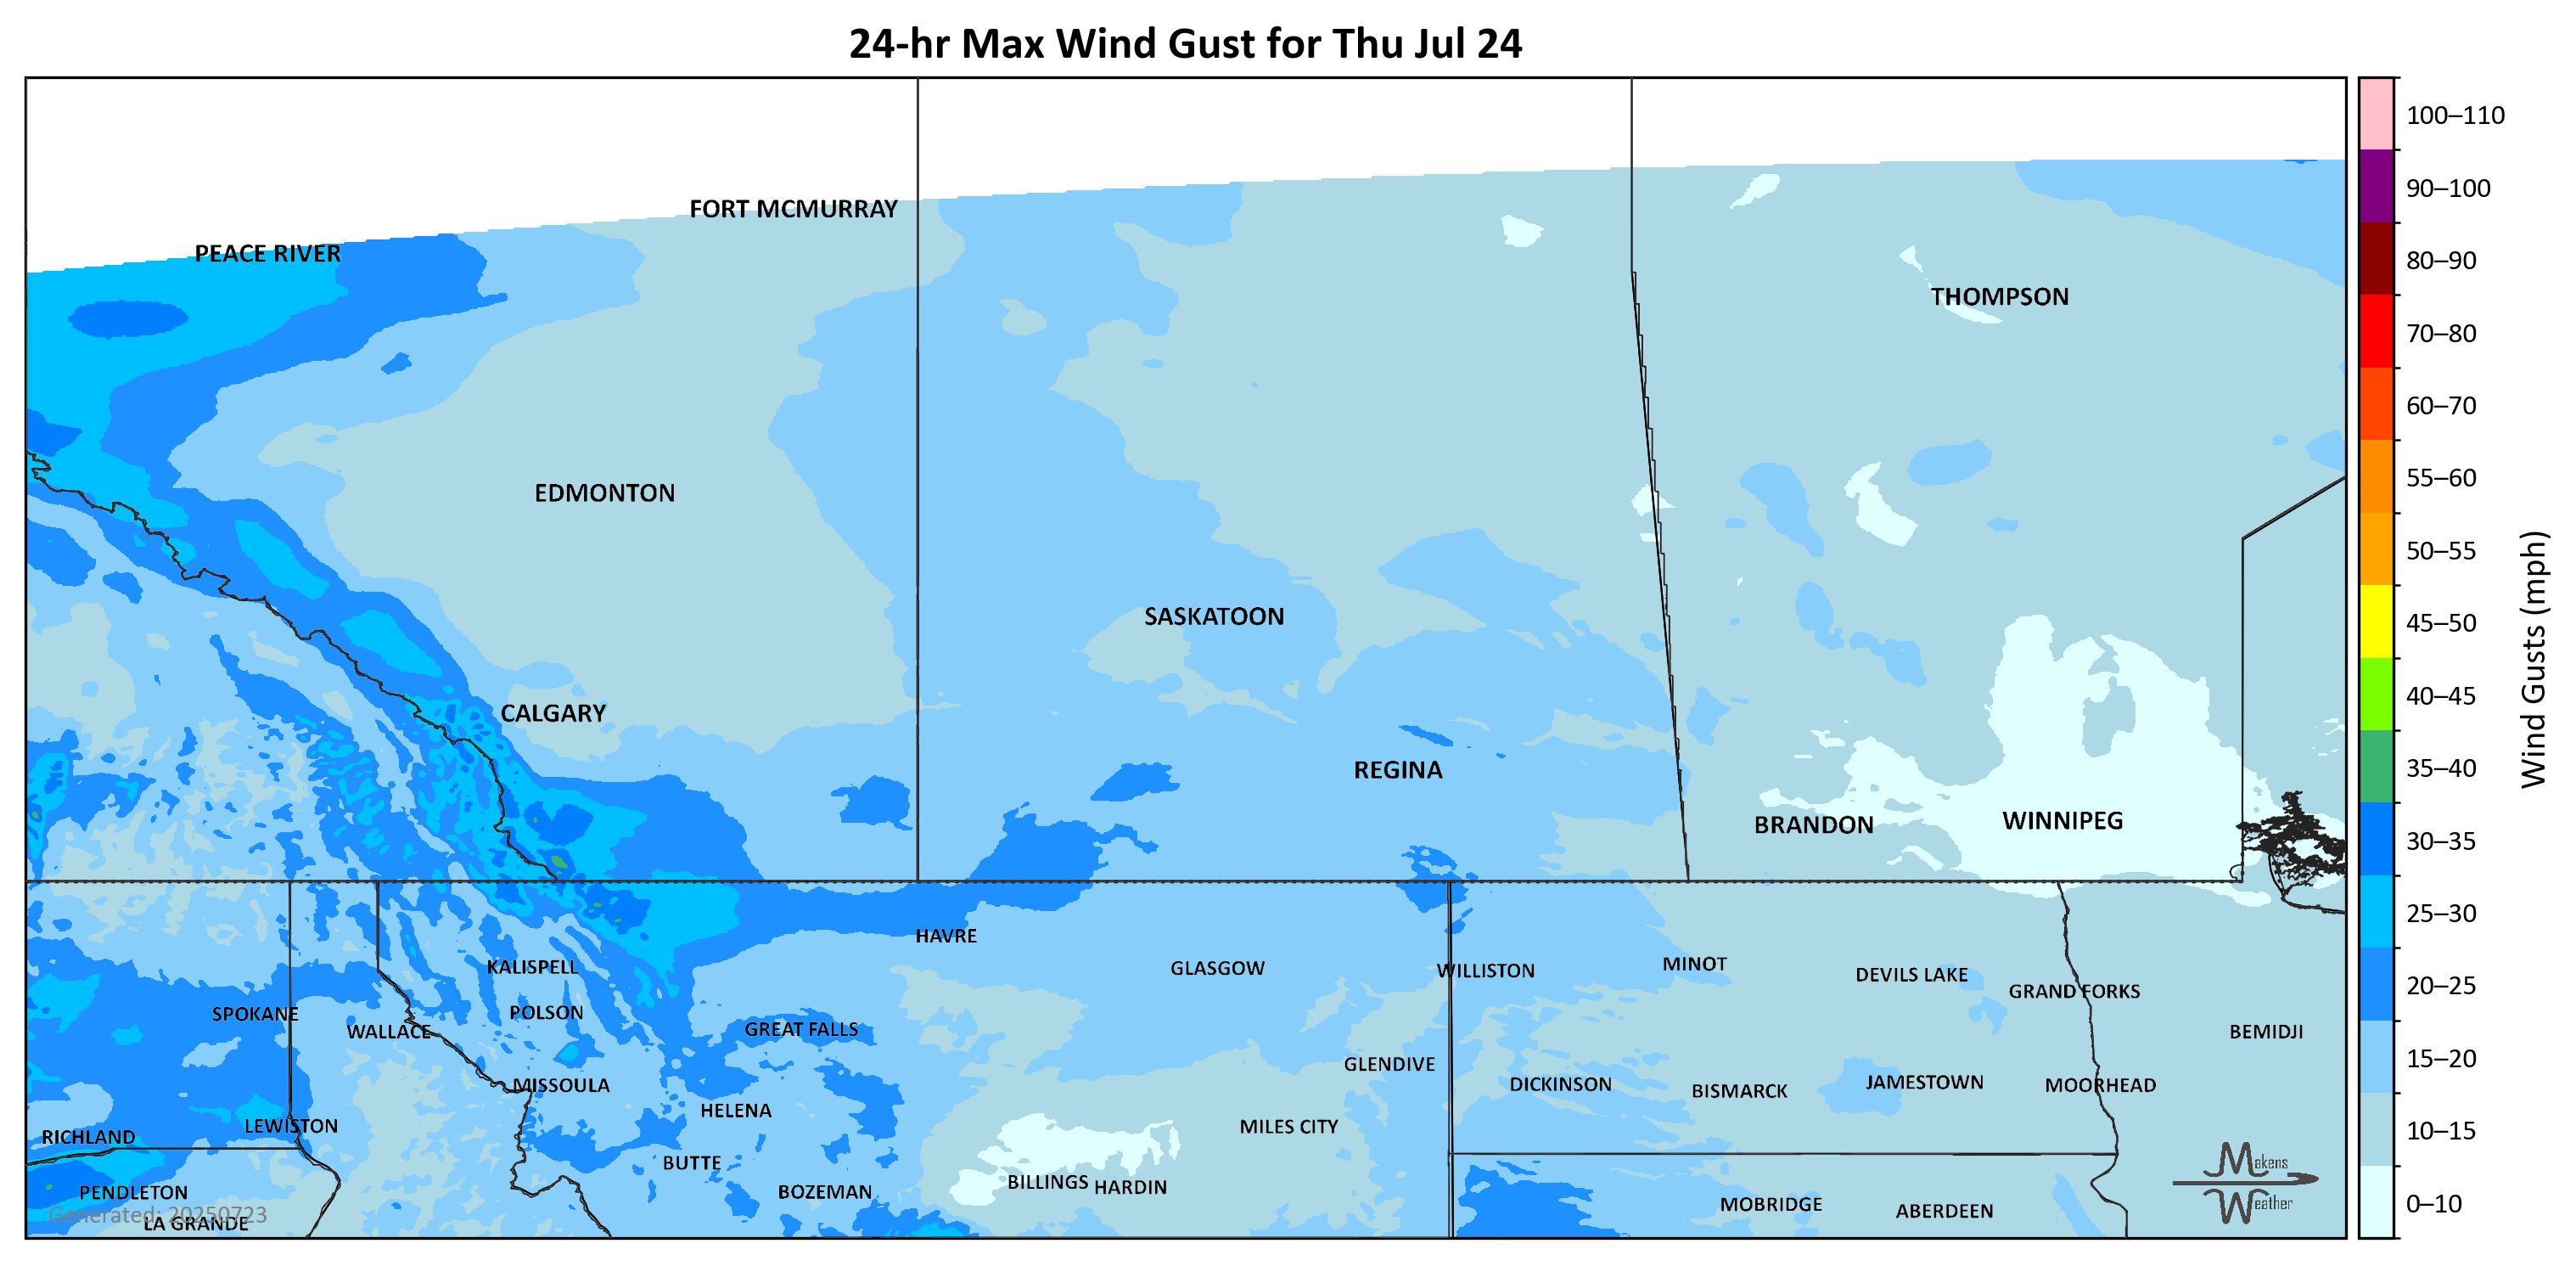 24-hr Max Wind Gust for Thu Jul 24
100–110
90–100
80–90
70–80
60–70
55–60
50–55
45–50
40–45
35–40
30–35
25–30
20–25
15–20
10–15
0–10
Wind Gusts (mph)
FORT MCMURRAY
PEACE RIVER
THOMPSON
EDMONTON
SASKATOON
CALGARY
REGINA
BRANDON
WINNIPEG
HAVRE
KALISPELL
GLASGOW
WILLISTON
MINOT
DEVILS LAKE
GRAND FORKS
SPOKANE
POLSON
WALLACE
GREAT FALLS
BEMIDJI
GLENDIVE
MISSOULA
DICKINSON
BISMARCK
JAMESTOWN
MOORHEAD
HELENA
LEWISTON
RICHLAND
MILES CITY
BUTTE
BILLINGS
HARDIN
PENDLETON
BOZEMAN
MOBRIDGE
ABERDEEN
Generated: 20250723
LA GRANDE
Makens
Weather